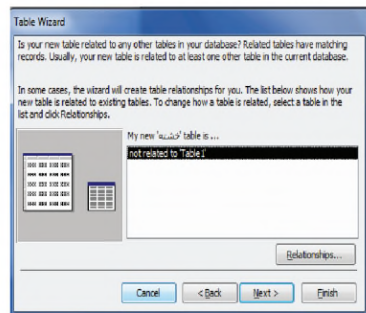 Table Wizard
Is your new table related to any other tables in your database? Related tables have matching
records. Usually, your new table is related to at least one other table in the current database.
In some cases, the wizard will create table relationships for you. The list below shows how your
new table is related to existing tables. To change how a table is related, select a table in the
list and click Relationships.
My new '' table is ...
not related to 'Table1'
Relationships...
Cancel
< Back
Next >
Finish